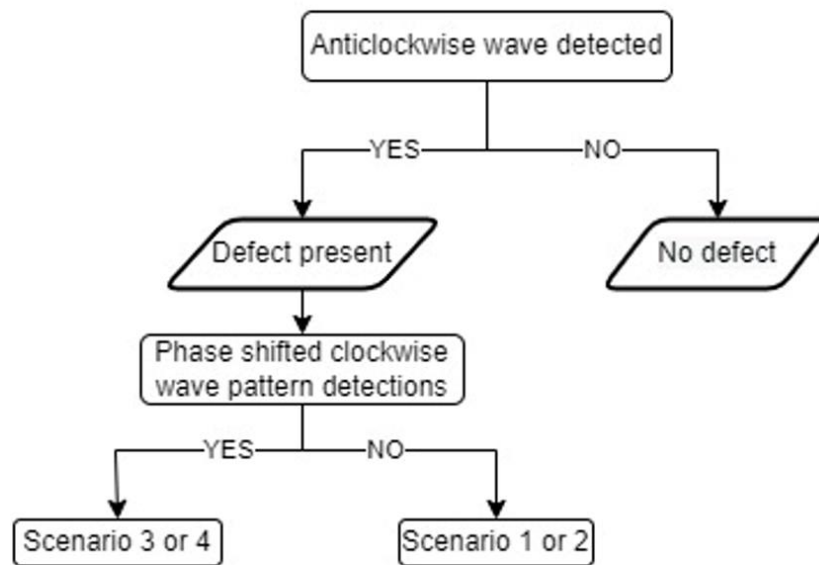 Anticlockwise wave detected
YES
NO
Defect present
No defect
Phase shifted clockwise
wave pattern detections
YES
NO
Scenario 3 or 4
Scenario 1 or 2